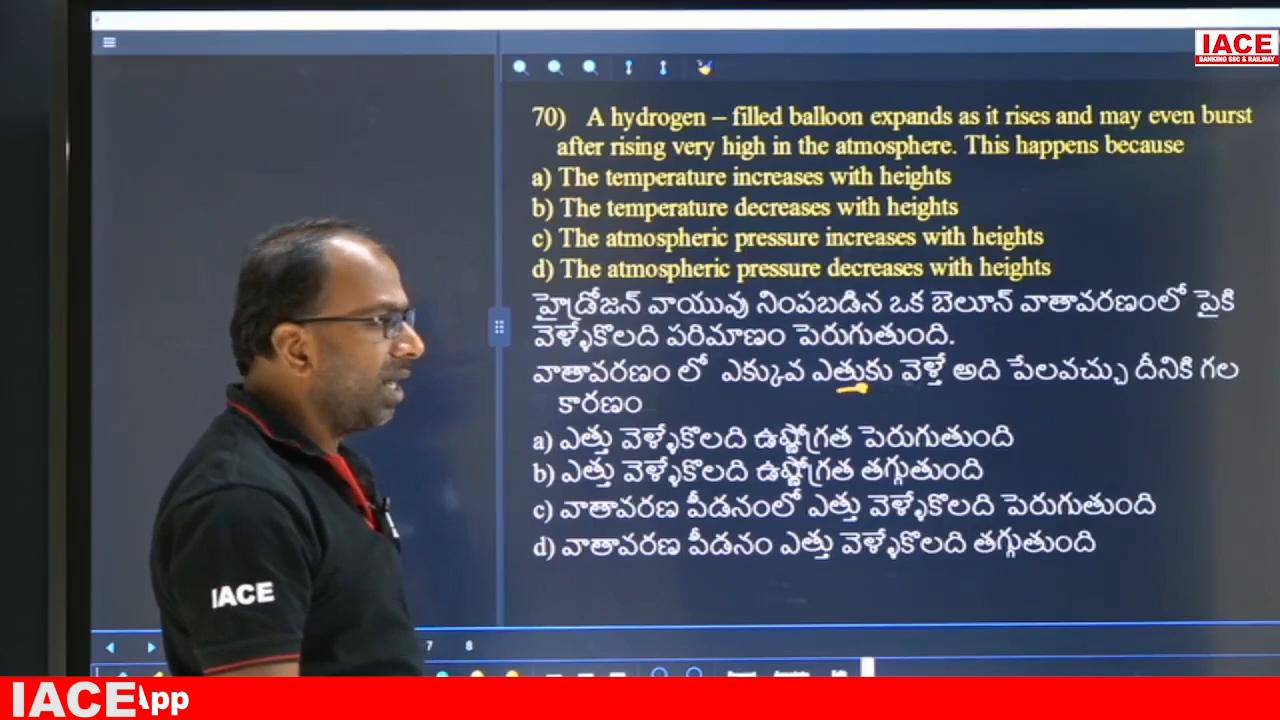 IACE
BANKING SSC & RAILWAY
70) A hydrogen – filled balloon expands as it rises and may even burst
after rising very high in the atmosphere. This happens because
a) The temperature increases with heights
b) The temperature decreases with heights
c) The atmospheric pressure increases with heights
d) The atmospheric pressure decreases with heights
హైడ్రోజన్ వాయువు నింపబడిన ఒక బెలూన్ వాతావరణంలో పైకి
వెళ్ళేకొలది పరిమాణం పెరుగుతుంది.
వాతావరణం లో ఎక్కువ ఎత్తుకు వెళ్తే అది పేలవచ్చు దీనికి గల
కారణం
a) ఎత్తు వెళ్ళేకొలది ఉష్ణోగ్రత పెరుగుతుంది
b) ఎత్తు వెళ్ళేకొలది ఉష్ణోగ్రత తగ్గుతుంది
c) వాతావరణ పీడనంలో ఎత్తు వెళ్ళేకొలది పెరుగుతుంది
d) వాతావరణ పీడనం ఎత్తు వెళ్ళేకొలది తగ్గుతుంది
IACE
7 8
IACE App